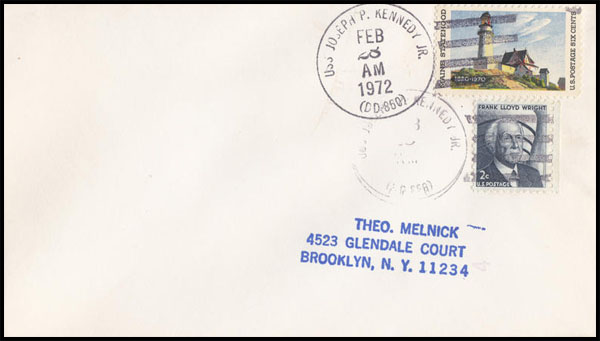 USS JOSEPH P. KENNEDY JR.
FEB
AM
1972
(DD-850)
MAINE STATEHOOD
1820-1970
U.S. POSTAGE SIX CENTS
KENNEDY JR.
FRANK LLOYD WRIGHT
2c
U.S. POSTAGE
THEO. MELNICK
4523 GLENDALE COURT
BROOKLYN, N. Y. 11234